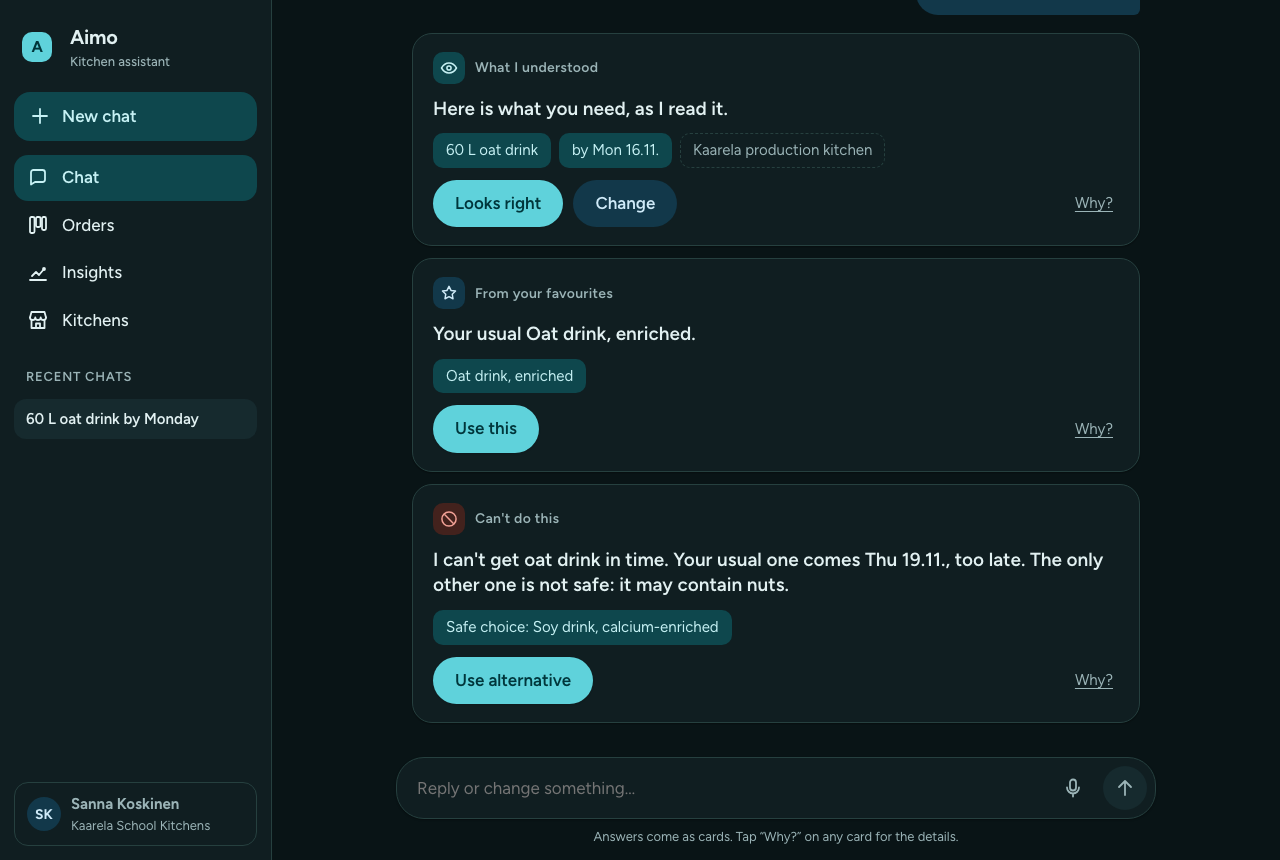 A
Aimo
Kitchen assistant
New chat
Chat
Orders
Insights
Kitchens
RECENT CHATS
60 L oat drink by Monday
SK
Sanna Koskinen
Kaarela School Kitchens
What I understood
Here is what you need, as I read it.
60 L oat drink
by Mon 16.11.
Kaarela production kitchen
Looks right
Change
Why?
From your favourites
Your usual Oat drink, enriched.
Oat drink, enriched
Use this
Why?
Can't do this
I can't get oat drink in time. Your usual one comes Thu 19.11., too late. The only
other one is not safe: it may contain nuts.
Safe choice: Soy drink, calcium-enriched
Use alternative
Why?
Reply or change something...
Answers come as cards. Tap “Why?” on any card for the details.